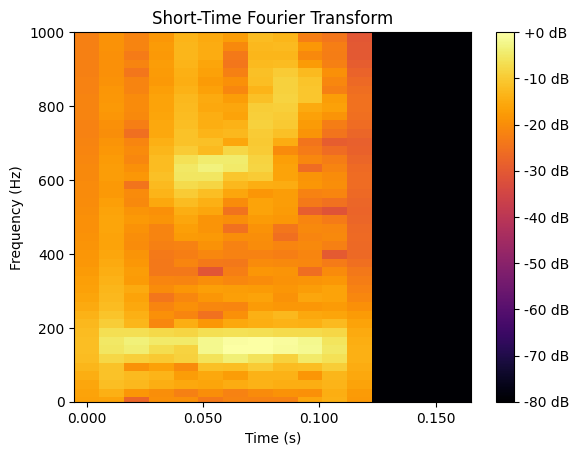 Short-Time Fourier Transform
Frequency (Hz)
1000
800
600
400
200
0
0.000
0.050
0.100
0.150
Time (s)
+0 dB
-10 dB
-20 dB
-30 dB
-40 dB
-50 dB
-60 dB
-70 dB
-80 dB